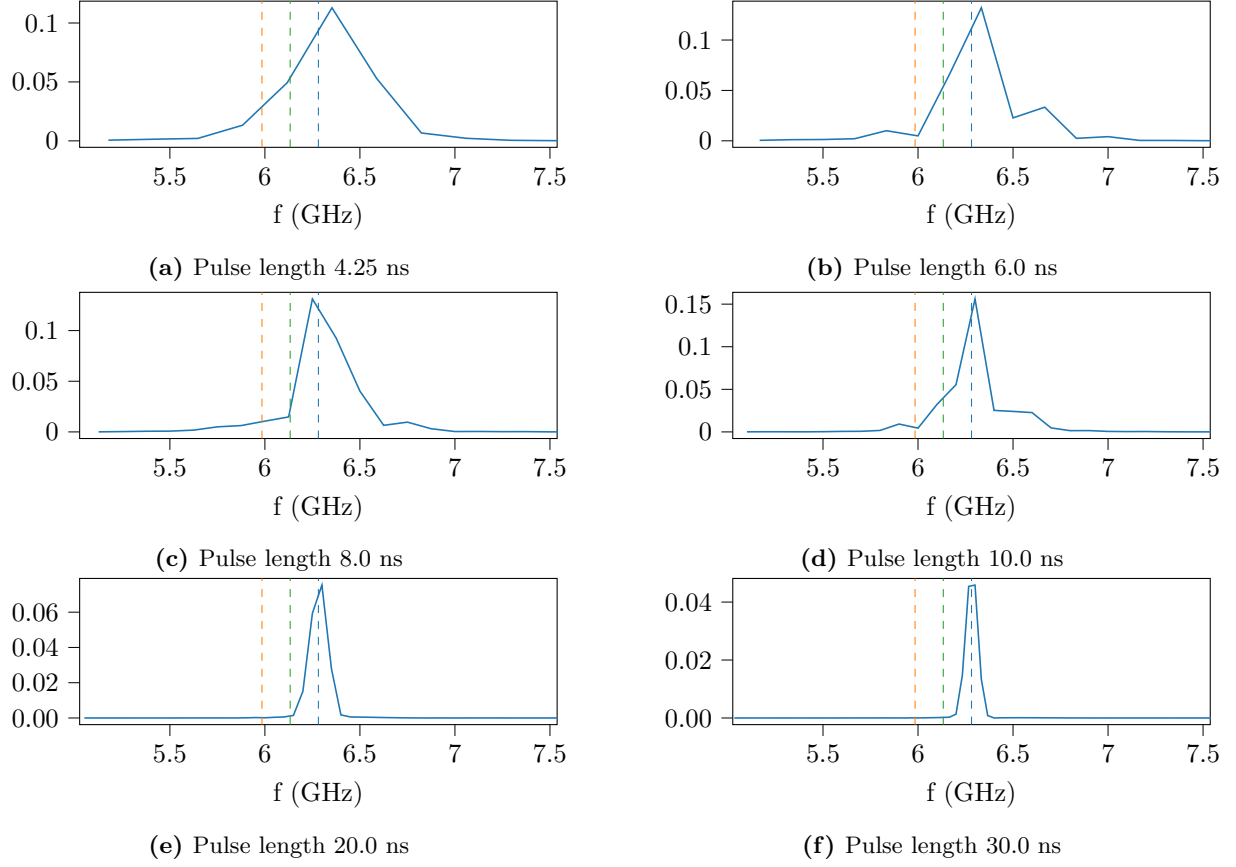 0.1
0.05
0
5.5 6 6.5 7 7.5
f (GHz)
(a) Pulse length 4.25 ns
0.1
0.05
0
5.5 6 6.5 7 7.5
f (GHz)
(b) Pulse length 6.0 ns
0.1
0.05
0
5.5 6 6.5 7 7.5
f (GHz)
(c) Pulse length 8.0 ns
0.15
0.1
0.05
0
5.5 6 6.5 7 7.5
f (GHz)
(d) Pulse length 10.0 ns
0.06
0.04
0.02
0.00
5.5 6 6.5 7 7.5
f (GHz)
(e) Pulse length 20.0 ns
0.04
0.02
0.00
5.5 6 6.5 7 7.5
f (GHz)
(f) Pulse length 30.0 ns